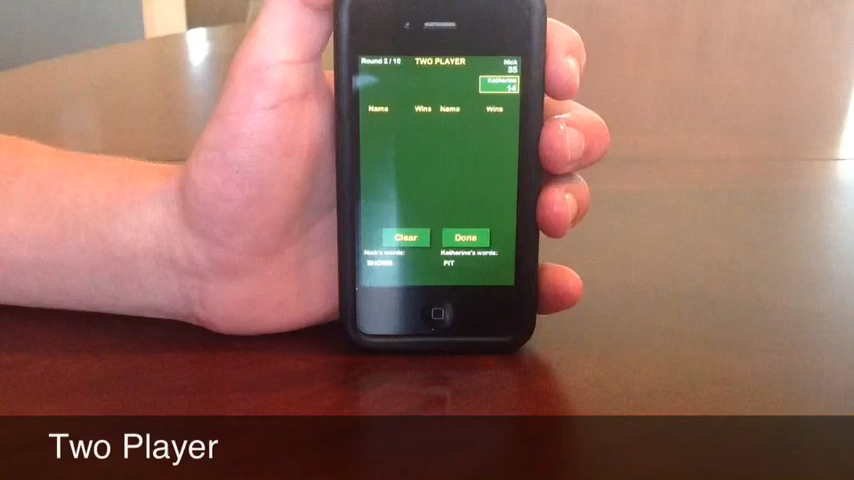 Round 2 / 10 TWO PLAYER Nick
35
Katherine
14
Name Wins Name Wins
Clear Done
Nick's words: Katherine's words:
PIT
Two Player